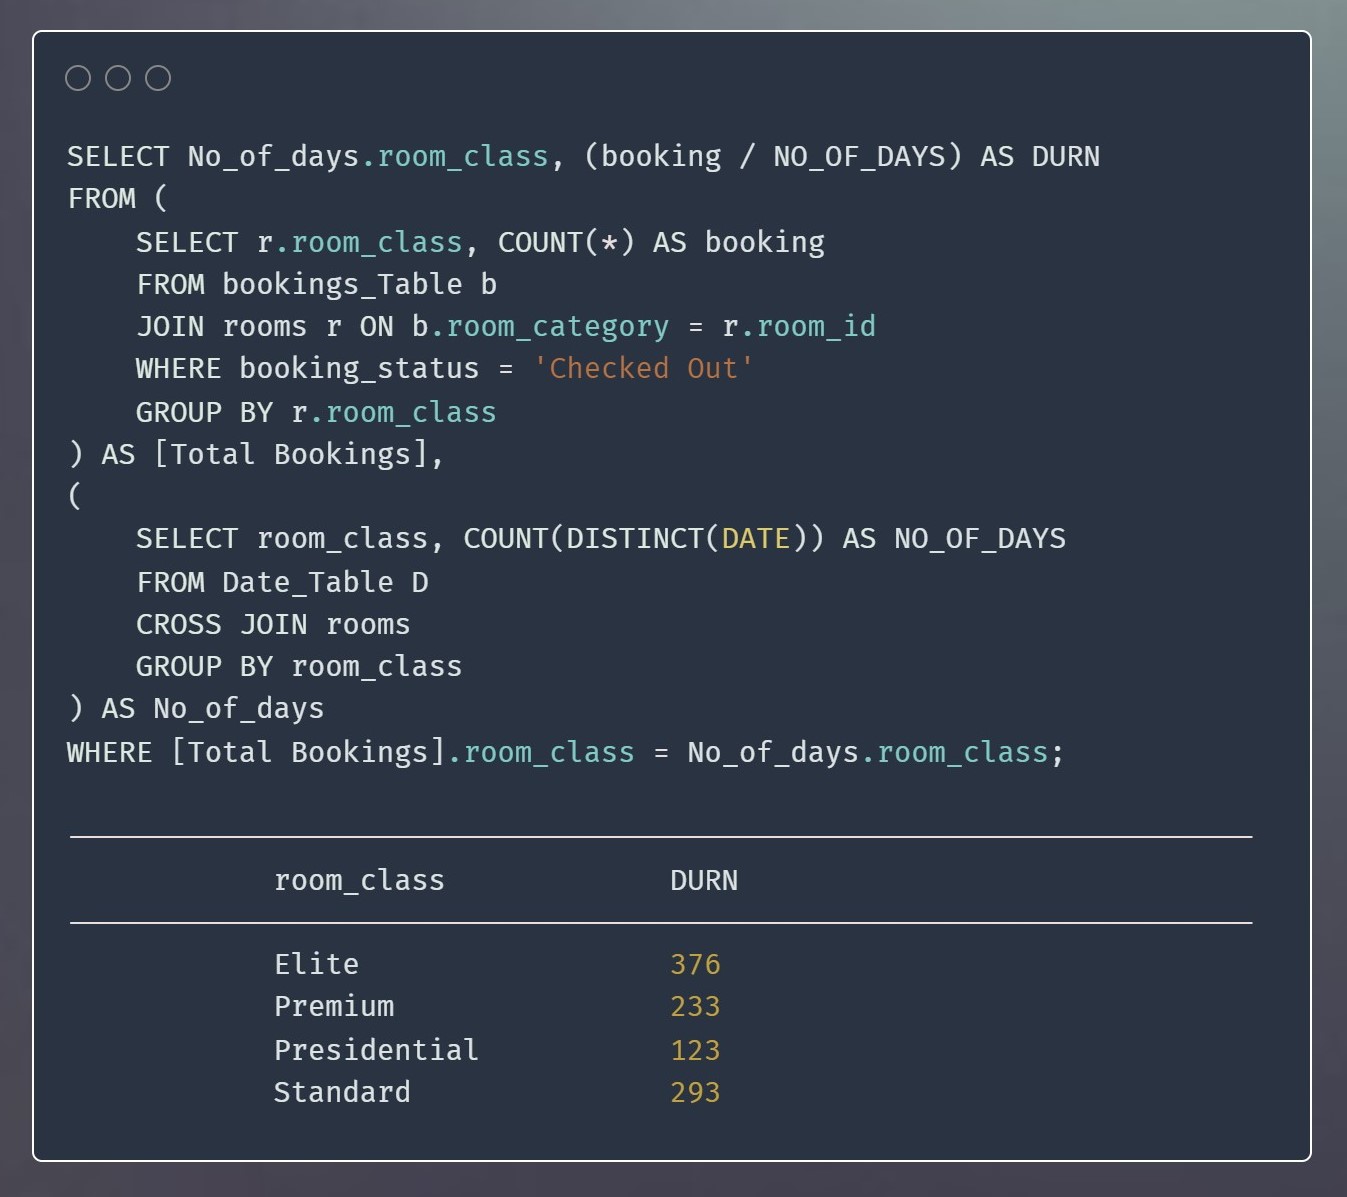 SELECT No_of_days.room_class, (booking / NO_OF_DAYS) AS DURN
FROM (
    SELECT r.room_class, COUNT(*) AS booking
    FROM bookings_Table b
    JOIN rooms r ON b.room_category = r.room_id
    WHERE booking_status = 'Checked Out'
    GROUP BY r.room_class
) AS [Total Bookings],
(
    SELECT room_class, COUNT(DISTINCT(DATE)) AS NO_OF_DAYS
    FROM Date_Table D
    CROSS JOIN rooms
    GROUP BY room_class
) AS No_of_days
WHERE [Total Bookings].room_class = No_of_days.room_class;
room_class DURN
Elite 376
Premium 233
Presidential 123
Standard 293